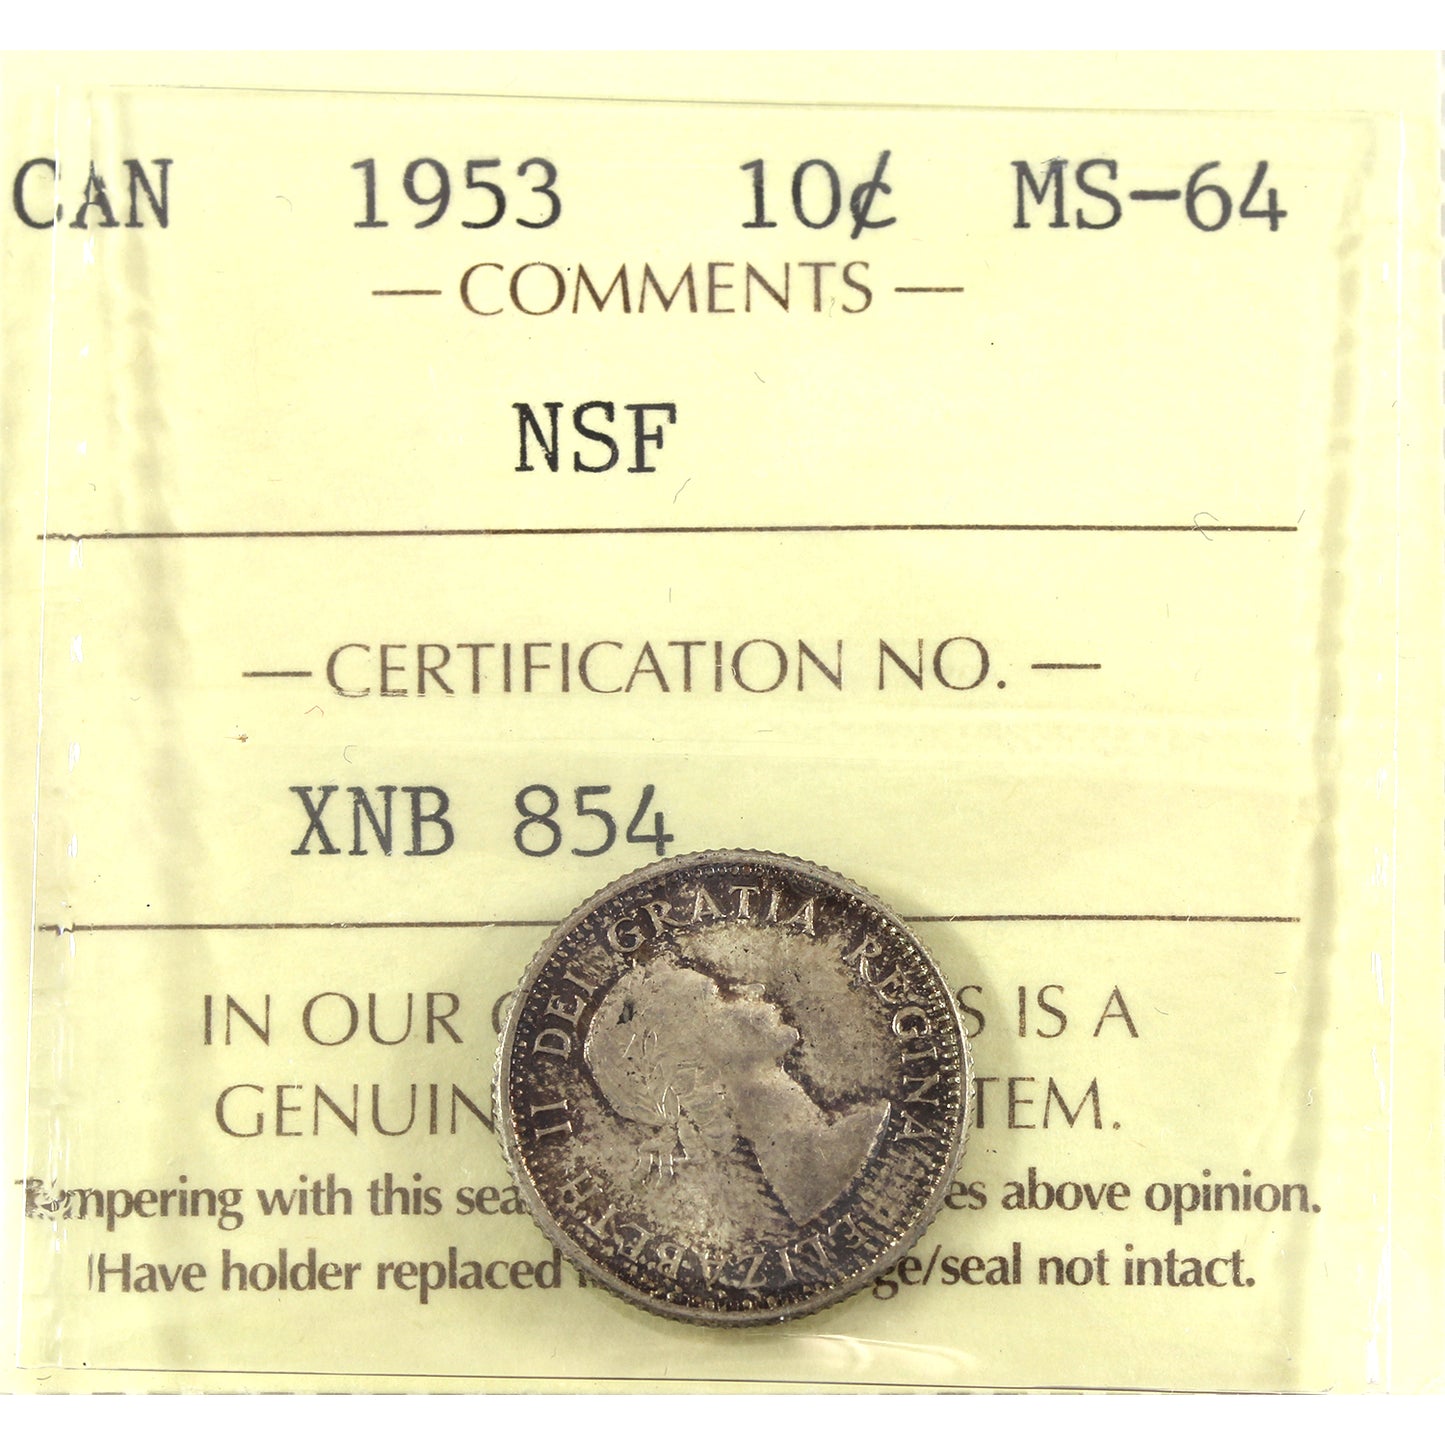 CAN 1953 10¢ MS-64
— COMMENTS —
NSF
— CERTIFICATION NO. —
XNB 854
IN OUR S IS A
GENUIN TEM.
Tampering with this sea es above opinion.
Have holder replaced ge/seal not intact.
ELIZABETH II DEI GRATIA REGINA